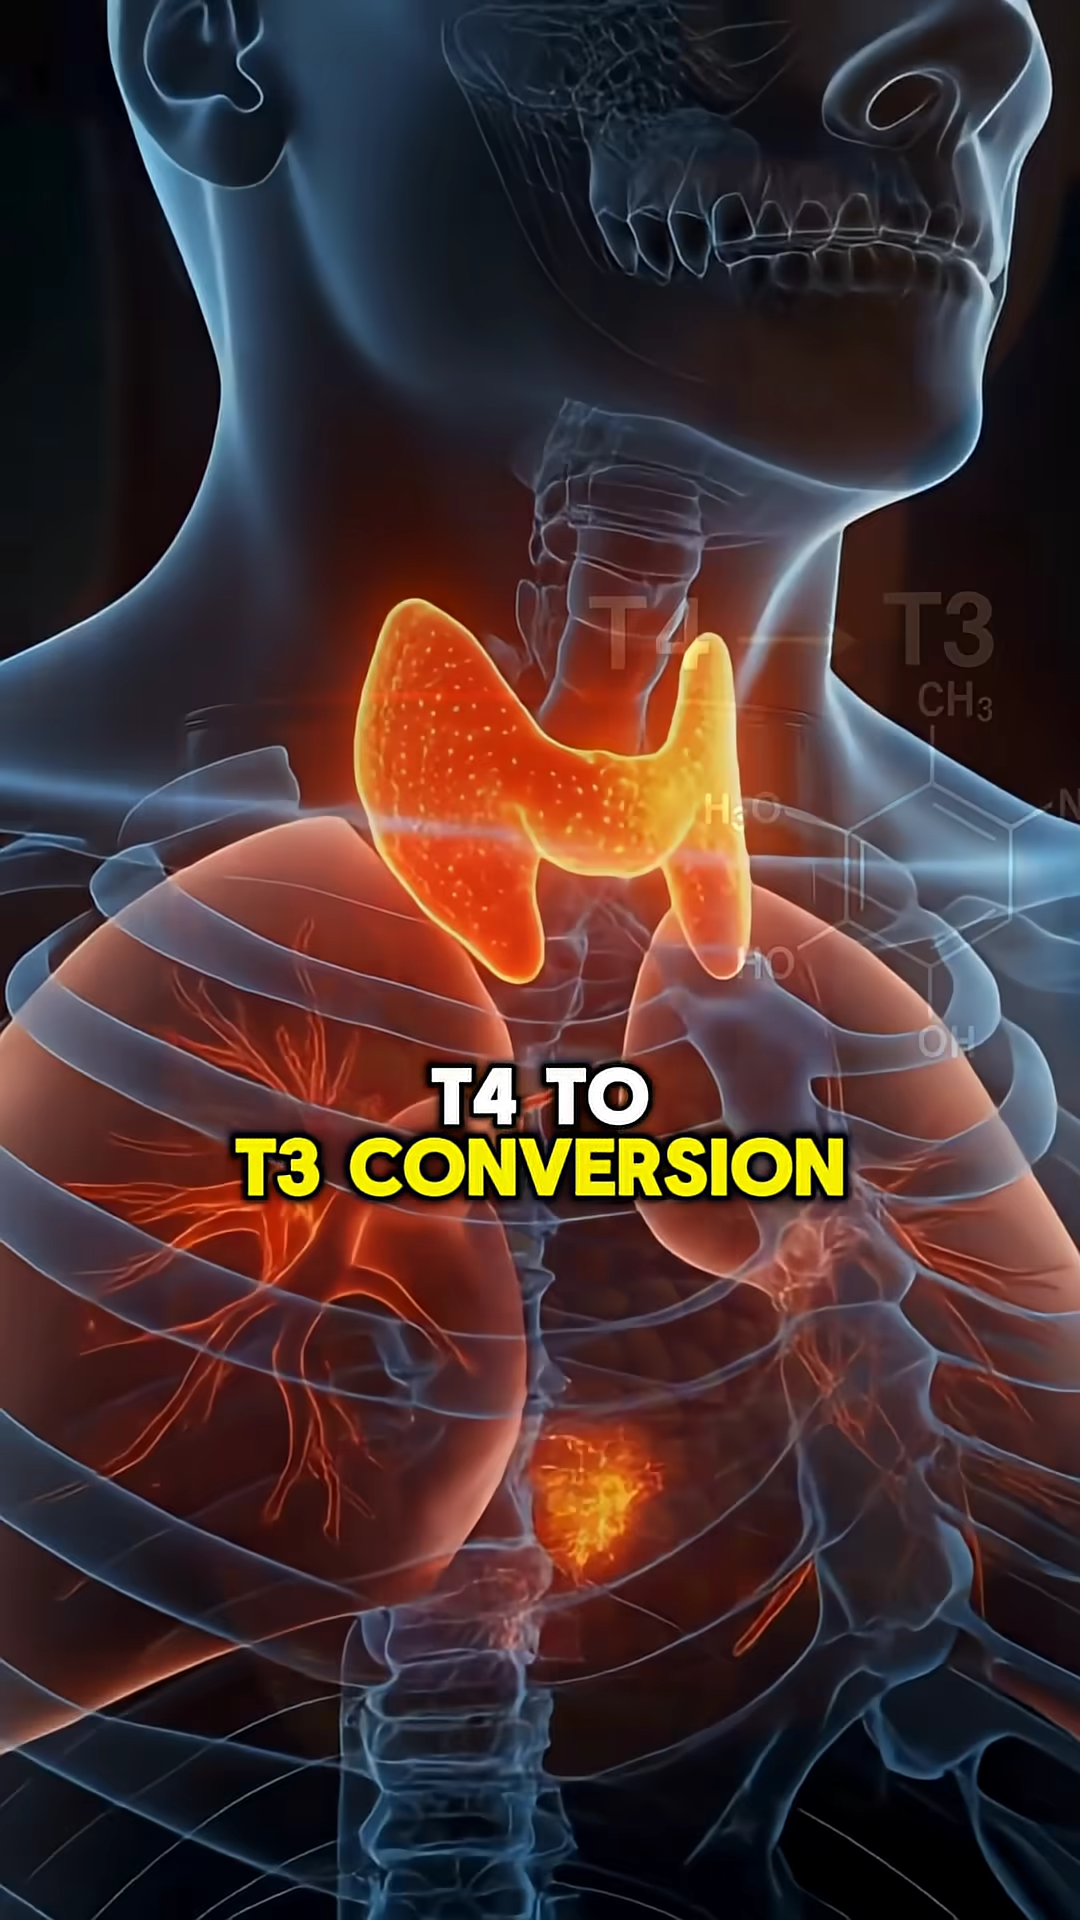 T4 T3
CH₃
N
H₃O
HO
OH
T4 TO
T3 CONVERSION